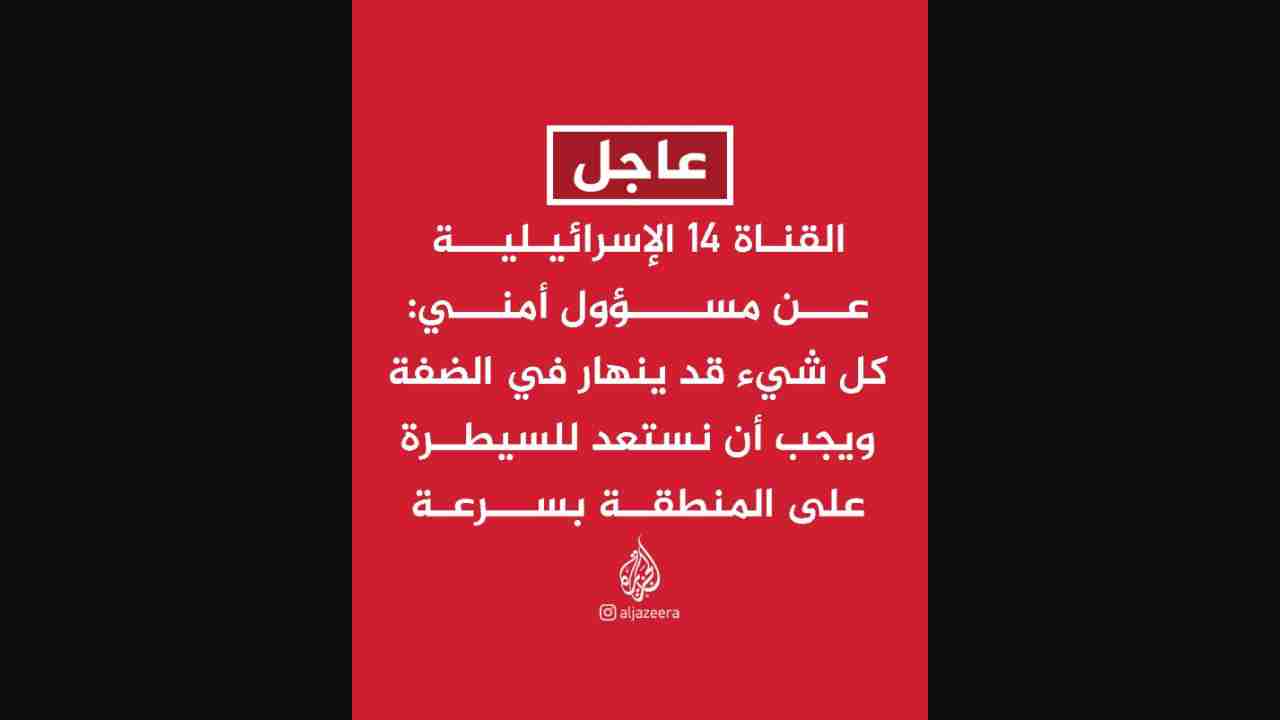 عاجل
القناة 14 الإسرائيلية
عن مسؤول أمني:
كل شيء قد ينهار في الضفة
ويجب أن نستعد للسيطرة
على المنطقة بسرعة
الجزيرة
aljazeera